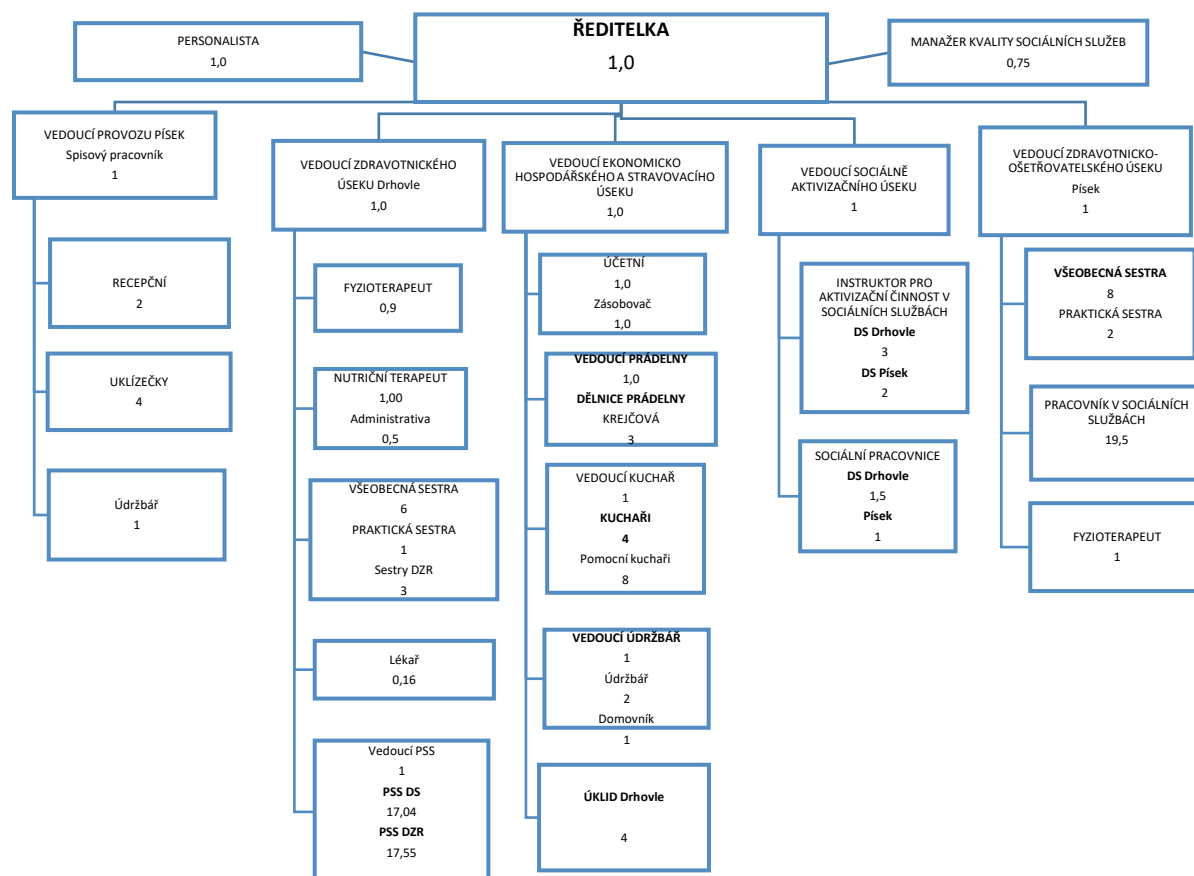 PERSONALISTA
1,0
ŘEDITELKA
1,0
MANAŽER KVALITY SOCIÁLNÍCH SLUŽEB
0,75
VEDOUCÍ PROVOZU PÍSEK
Spisový pracovník
1
RECEPČNÍ
2
UKLÍZEČKY
4
Údržbář
1
VEDOUCÍ ZDRAVOTNICKÉHO
ÚSEKU Drhovle
1,0
FYZIOTERAPEUT
0,9
NUTRIČNÍ TERAPEUT
1,00
Administrativa
0,5
VŠEOBECNÁ SESTRA
6
PRAKTICKÁ SESTRA
1
Sestry DZR
3
Lékař
0,16
Vedoucí PSS
1
PSS DS
17,04
PSS DZR
17,55
VEDOUCÍ EKONOMICKO
HOSPODÁŘSKÉHO A STRAVOVACÍHO
ÚSEKU
1,0
ÚČETNÍ
1,0
Zásobovač
1,0
VEDOUCÍ PRÁDELNY
1,0
DĚLNICE PRÁDELNY
KREJČOVÁ
3
VEDOUCÍ KUCHAŘ
1
KUCHAŘI
4
Pomocní kuchaři
8
VEDOUCÍ ÚDRŽBÁŘ
1
Údržbář
2
Domovník
1
ÚKLID Drhovle
4
VEDOUCÍ SOCIÁLNĚ
AKTIVIZAČNÍHO ÚSEKU
1
INSTRUKTOR PRO
AKTIVIZAČNÍ ČINNOST V
SOCIÁLNÍCH SLUŽBÁCH
DS Drhovle
3
DS Písek
2
SOCIÁLNÍ PRACOVNICE
DS Drhovle
1,5
Písek
1
VEDOUCÍ ZDRAVOTNICKO-
OŠETŘOVATELSKÉHO ÚSEKU
Písek
1
VŠEOBECNÁ SESTRA
8
PRAKTICKÁ SESTRA
2
PRACOVNÍK V SOCIÁLNÍCH
SLUŽBÁCH
19,5
FYZIOTERAPEUT
1